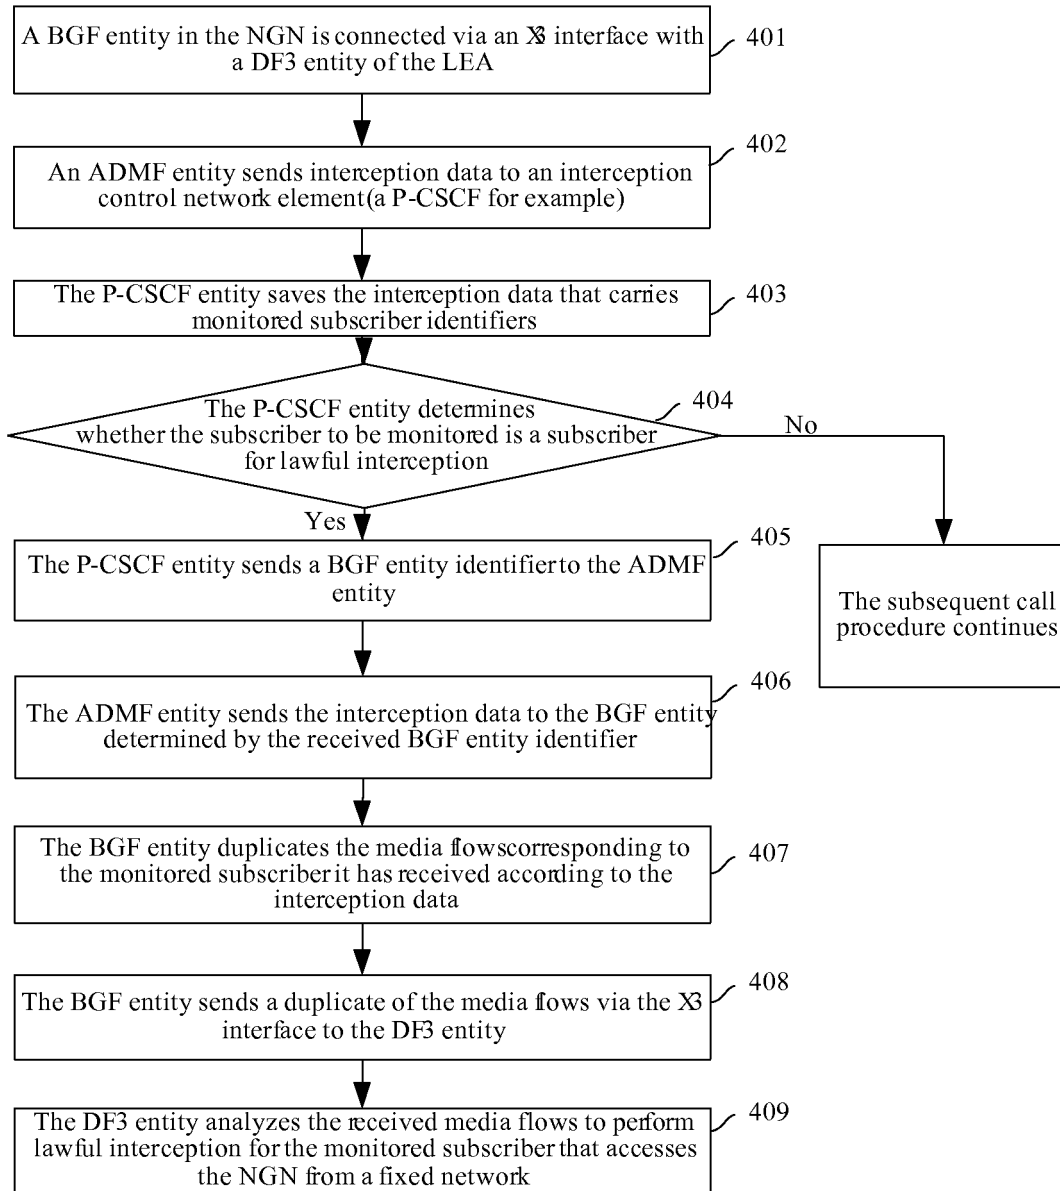 A BGF entity in the NGN is connected via an X3 interface with
a DF3 entity of the LEA
401
An ADMF entity sends interception data to an interception
control network element(a P-CSCF for example)
402
The P-CSCF entity saves the interception data that carries
monitored subscriber identifiers
403
The P-CSCF entity determines
whether the subscriber to be monitored is a subscriber
for lawful interception
404
No
Yes
The P-CSCF entity sends a BGF entity identifier to the ADMF
entity
405
The subsequent call
procedure continues
The ADMF entity sends the interception data to the BGF entity
determined by the received BGF entity identifier
406
The BGF entity duplicates the media flowscorresponding to
the monitored subscriber it has received according to the
interception data
407
The BGF entity sends a duplicate of the media flows via the X3
interface to the DF3 entity
408
The DF3 entity analyzes the received media flows to perform
lawful interception for the monitored subscriber that accesses
the NGN from a fixed network
409